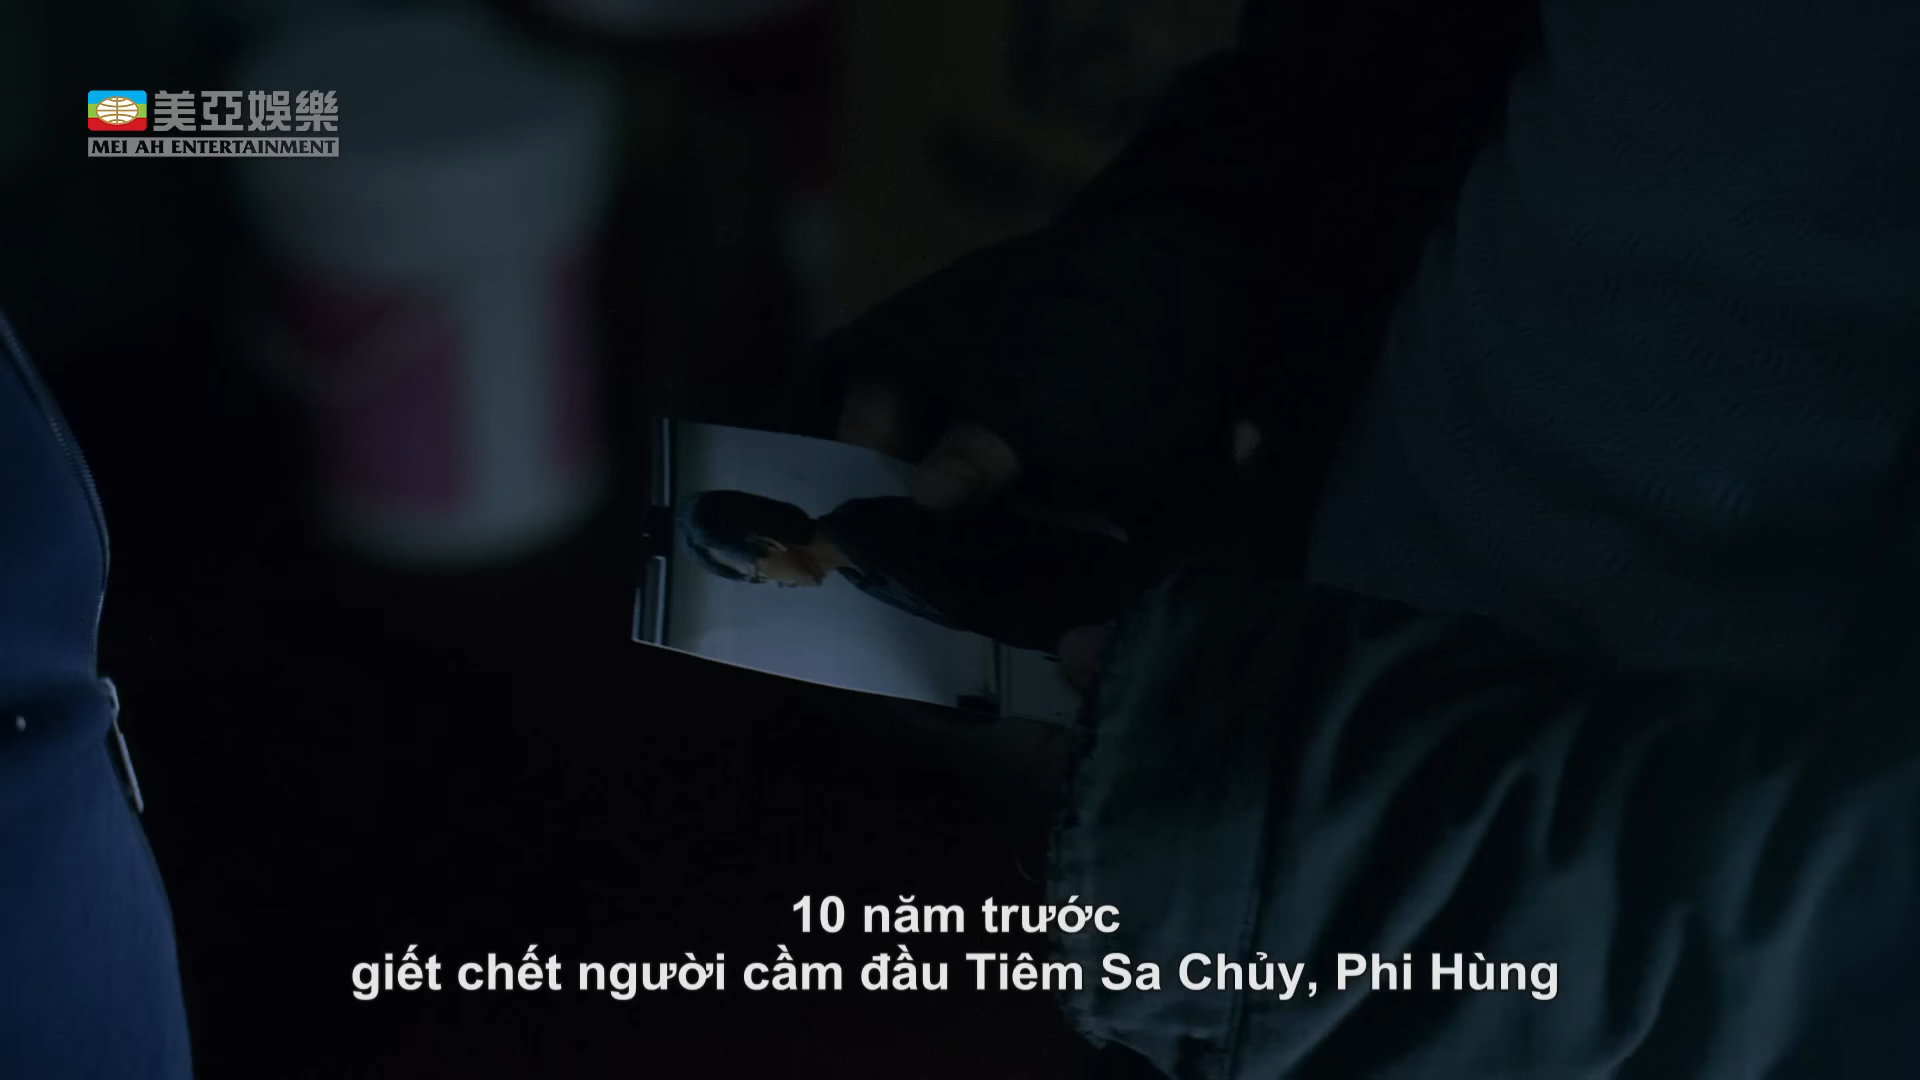 美亞娛樂
MEI AH ENTERTAINMENT
10 năm trước
giết chết người cầm đầu Tiêm Sa Chủy, Phi Hùng